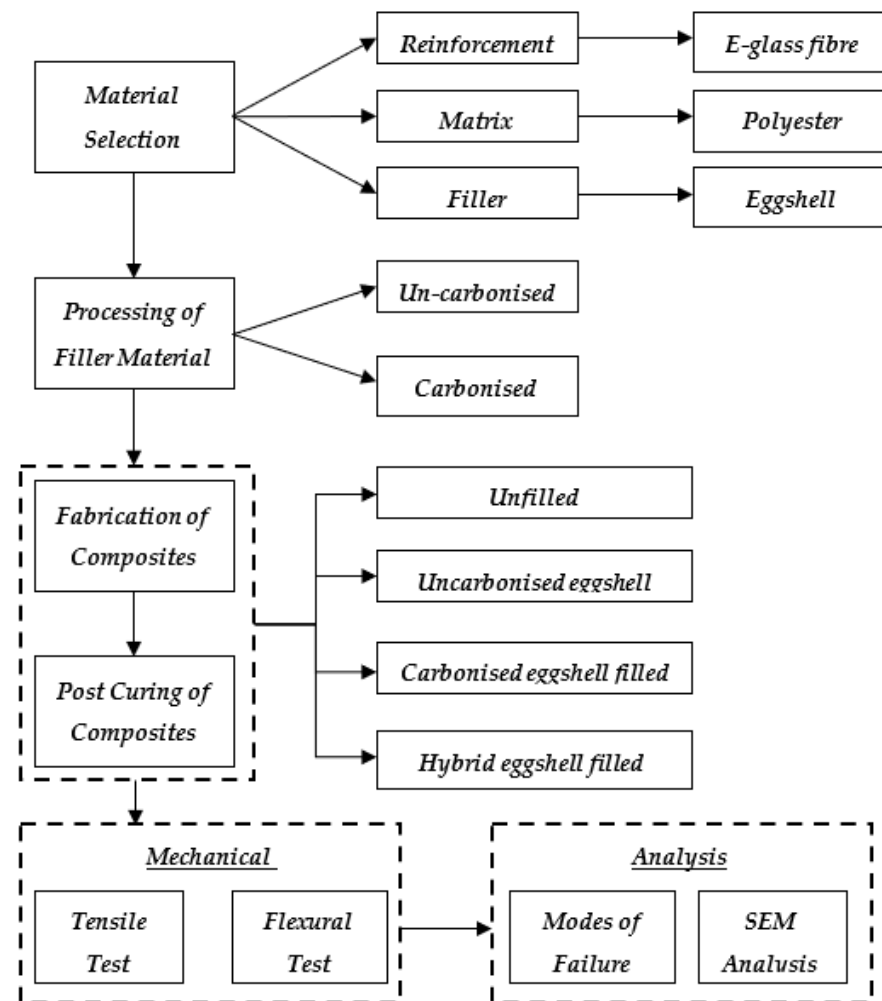 Reinforcement
E-glass fibre
Material
Selection
Matrix
Polyester
Filler
Eggshell
Processing of
Filler Material
Un-carbonised
Carbonised
Fabrication of
Composites
Unfilled
Uncarbonised eggshell
Post Curing of
Composites
Carbonised eggshell filled
Hybrid eggshell filled
Mechanical
Tensile
Test
Flexural
Test
Analysis
Modes of
Failure
SEM
Analysis